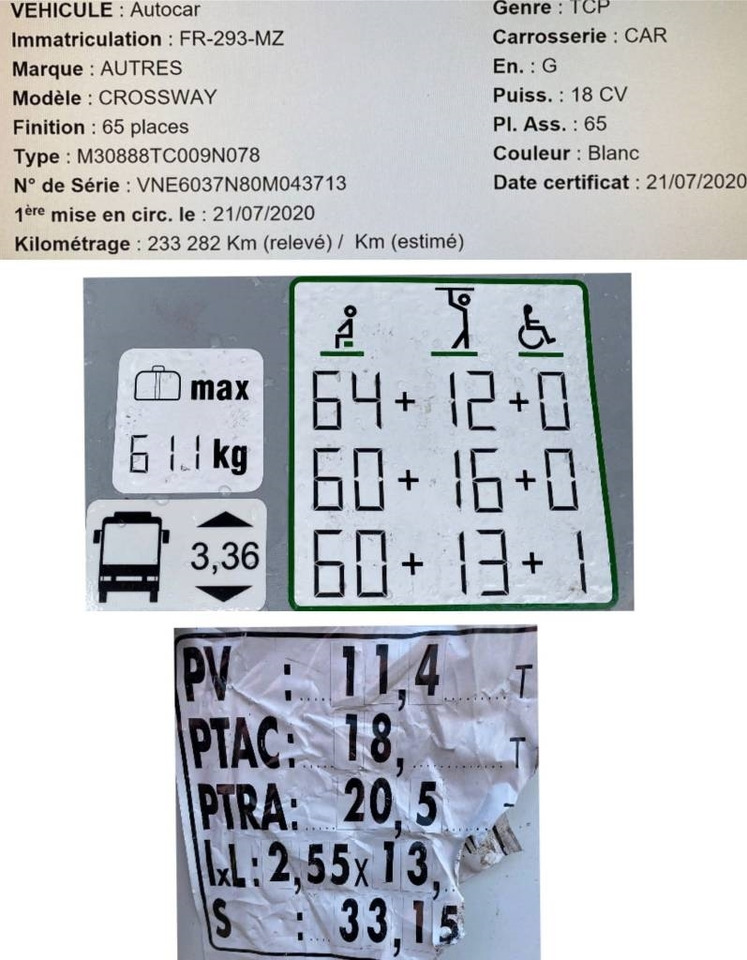 VEHICULE : Autocar
Immatriculation : FR-293-MZ
Marque : AUTRES
Modèle : CROSSWAY
Finition : 65 places
Type : M30888TC009N078
N° de Série : VNE6037N80M043713
1ère mise en circ. le : 21/07/2020
Kilométrage : 233 282 Km (relevé) / Km (estimé)
Genre : TCP
Carrosserie : CAR
En. : G
Puiss. : 18 CV
Pl. Ass. : 65
Couleur : Blanc
Date certificat : 21/07/2020
max
61.1 kg
3,36
64 + 12 + 0
60 + 16 + 0
60 + 13 + 1
PV : 11,4 T
PTAC: 18, T
PTRA: 20,5
lxL: 2,55x13,
S : 33,15